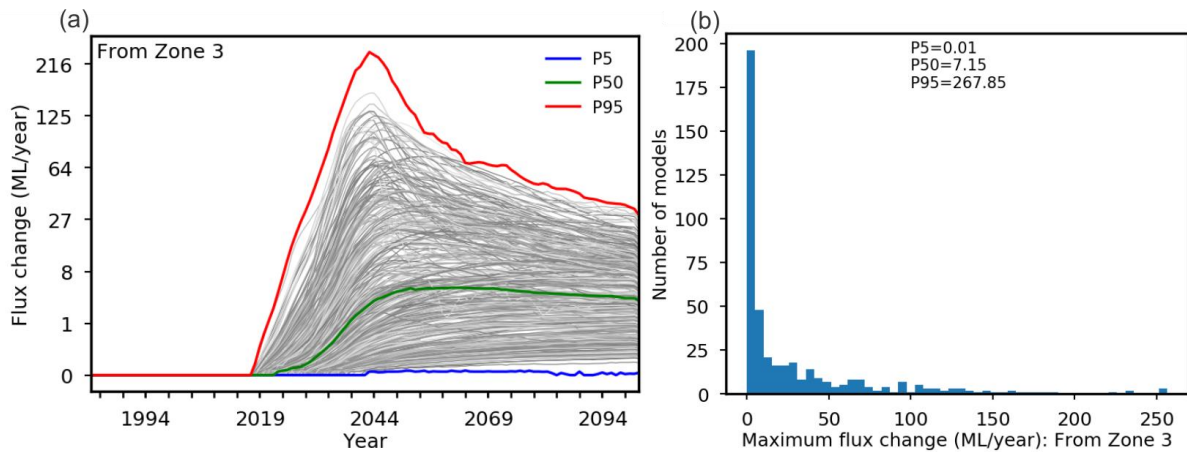 (a)
From Zone 3
P5
P50
P95
Flux change (ML/year)
216
125
64
27
8
1
0
1994
2019
2044
2069
2094
Year
(b)
P5=0.01
P50=7.15
P95=267.85
Number of models
200
175
150
125
100
75
50
25
0
0
50
100
150
200
250
Maximum flux change (ML/year): From Zone 3